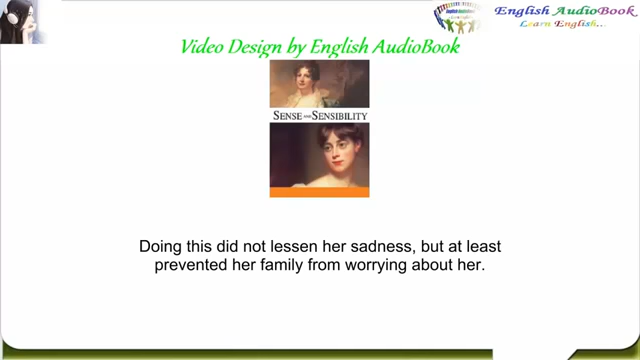 English AudioBook
Learn English...
Video Design by English AudioBook
SENSE AND SENSIBILITY
Doing this did not lessen her sadness, but at least
prevented her family from worrying about her.